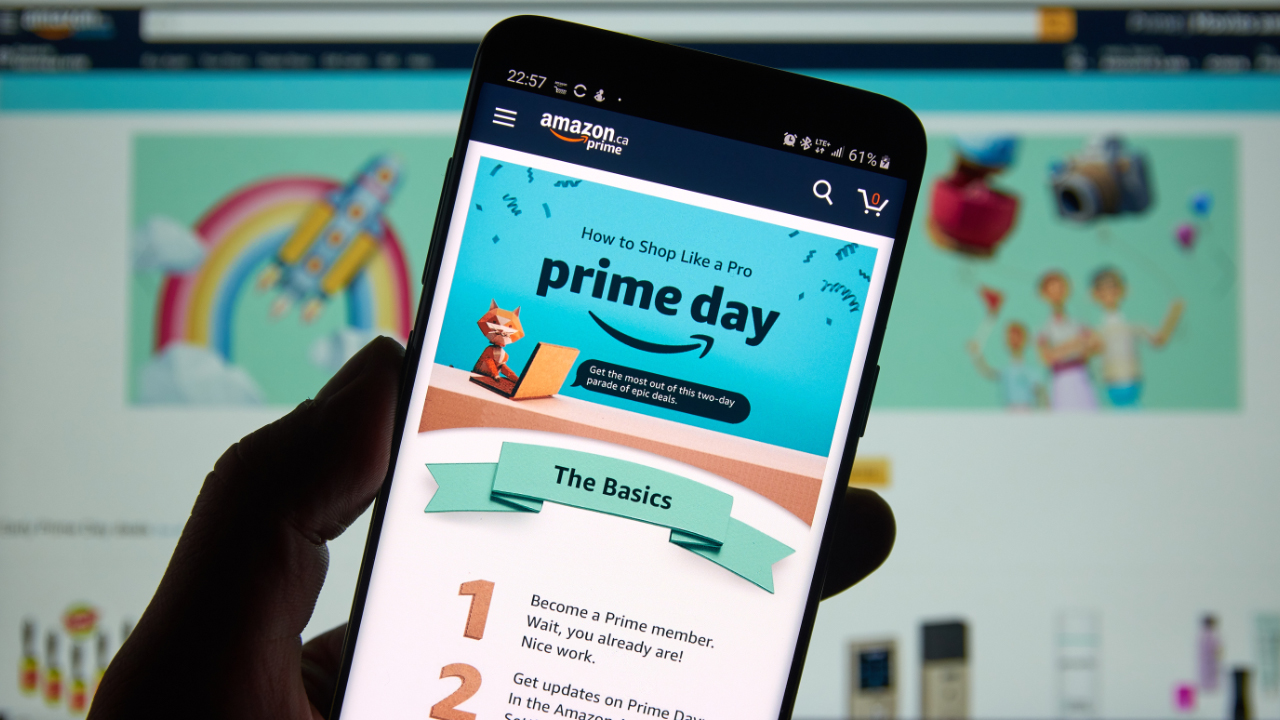 amazon
22:57
LTE+
61%
amazon.ca
prime
0
How to Shop Like a Pro
prime day
Get the most out of this two-day
parade of epic deals.
The Basics
1
Become a Prime member.
Wait, you already are!
Nice work.
2
Get updates on Prime Day
In the Amazon